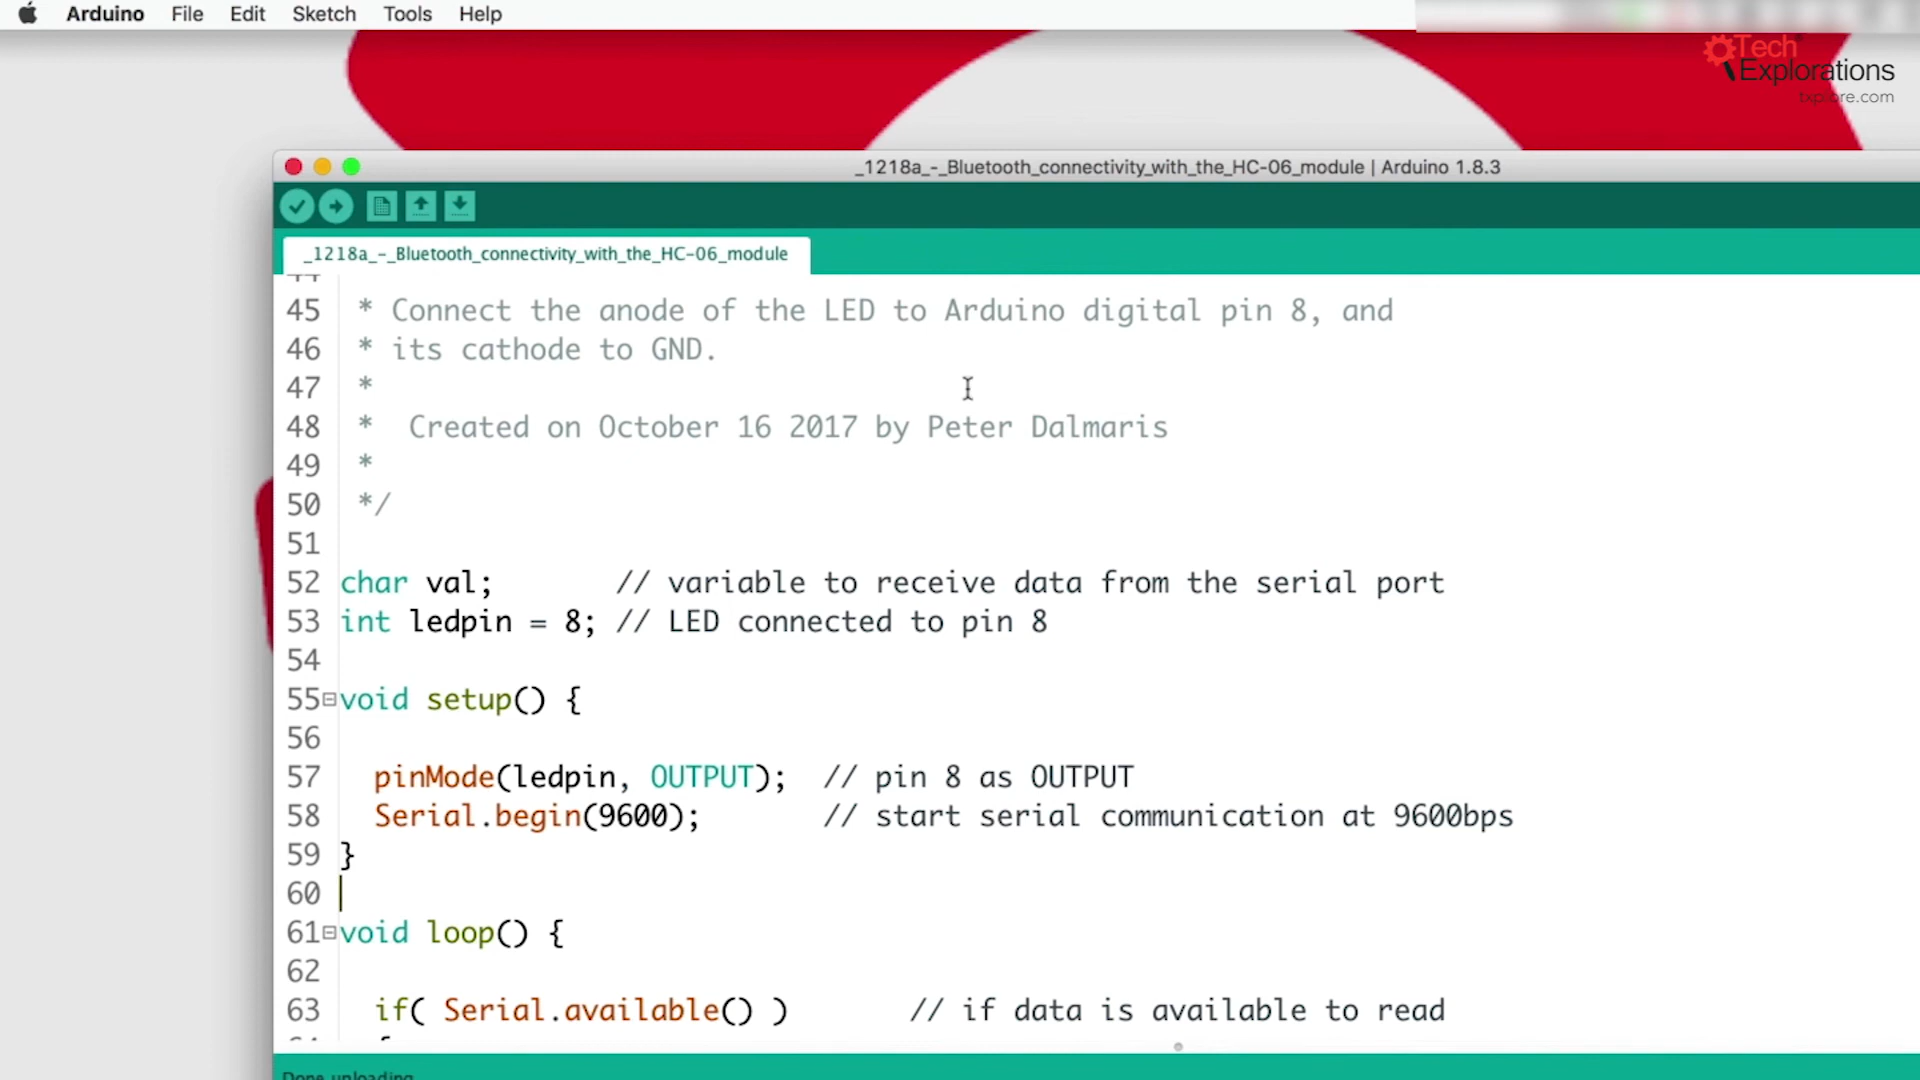 Arduino File Edit Sketch Tools Help
Tech
Explorations
txplore.com
_1218a_-_Bluetooth_connectivity_with_the_HC-06_module | Arduino 1.8.3
_1218a_-_Bluetooth_connectivity_with_the_HC-06_module
45 * Connect the anode of the LED to Arduino digital pin 8, and
46 * its cathode to GND.
47 *
48 * Created on October 16 2017 by Peter Dalmaris
49 *
50 */
51
52 char val; // variable to receive data from the serial port
53 int ledpin = 8; // LED connected to pin 8
54
55 void setup() {
56
57 pinMode(ledpin, OUTPUT); // pin 8 as OUTPUT
58 Serial.begin(9600); // start serial communication at 9600bps
59 }
60
61 void loop() {
62
63 if( Serial.available() ) // if data is available to read
Done uploading